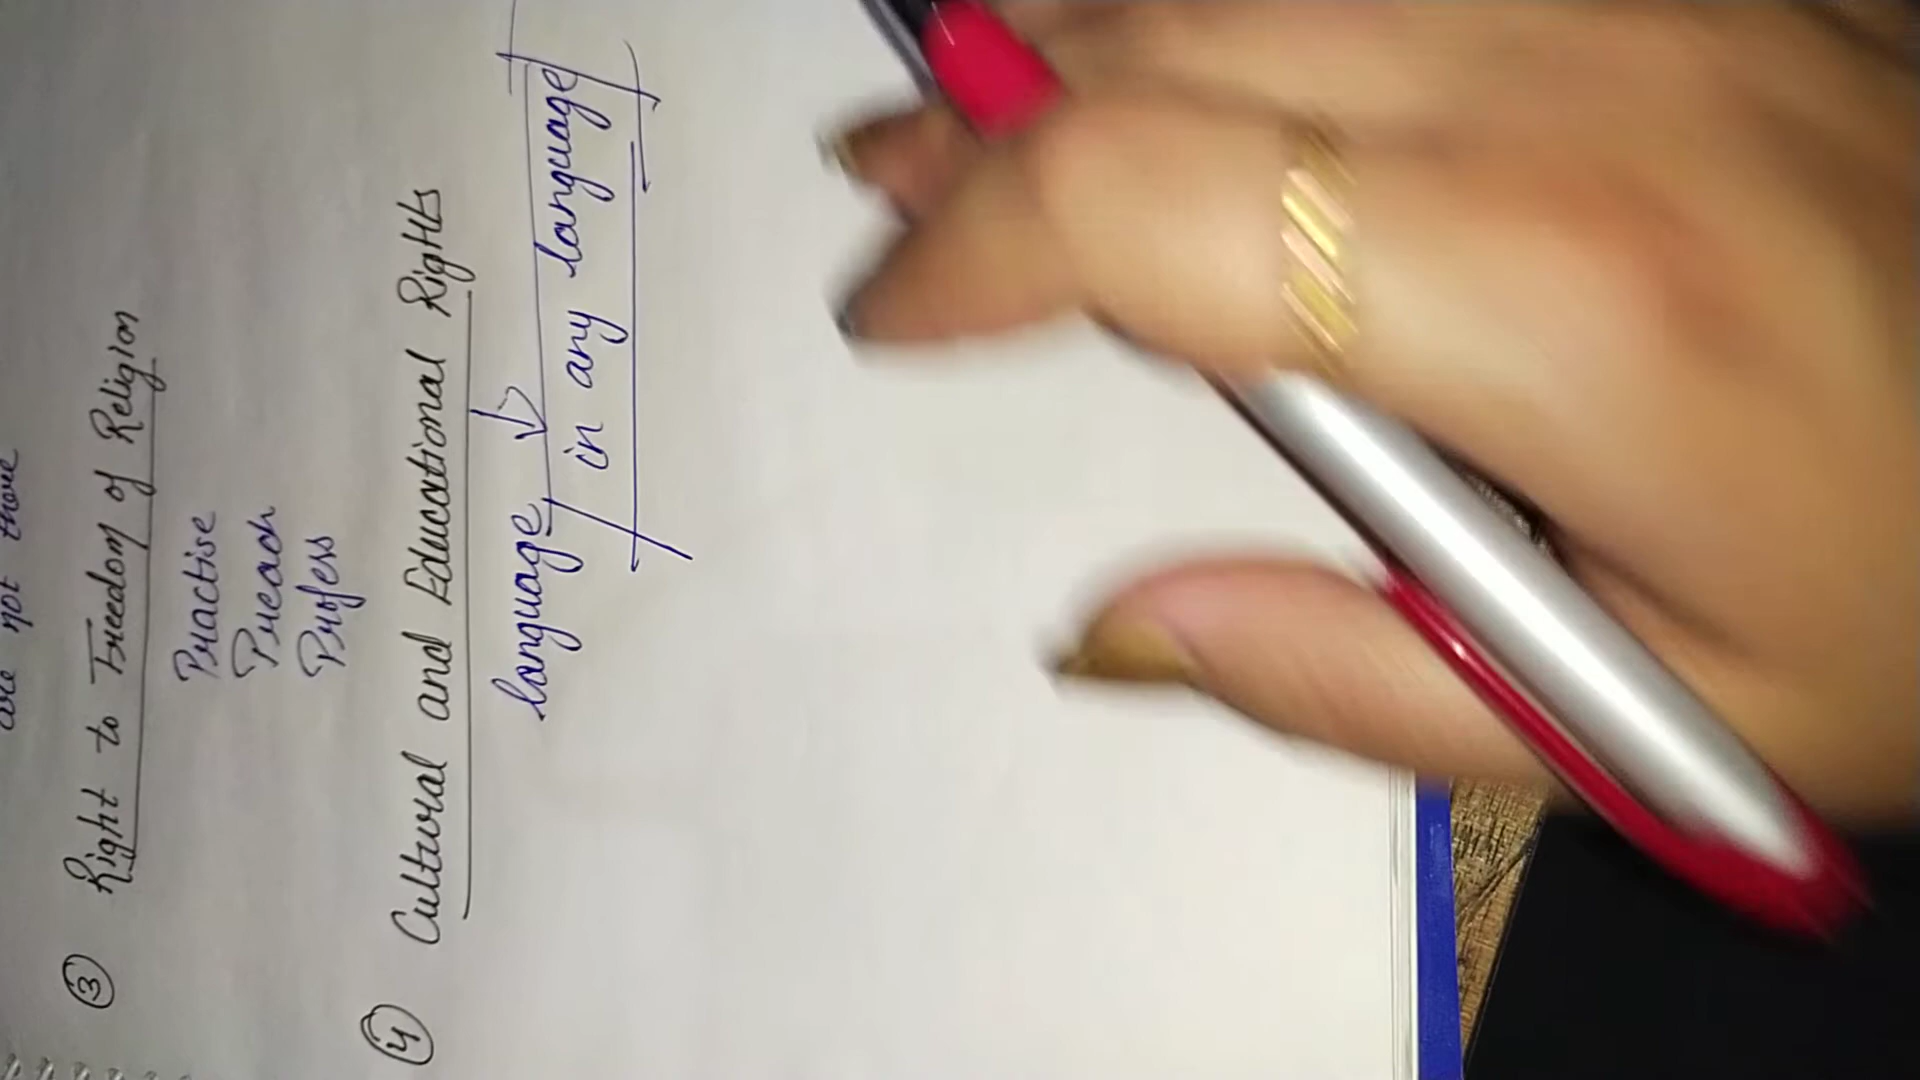 are not there
③ Right to Freedom of Religion
Practise
Preach
Profess
④ Cultural and Educational Rights
language →
in any language